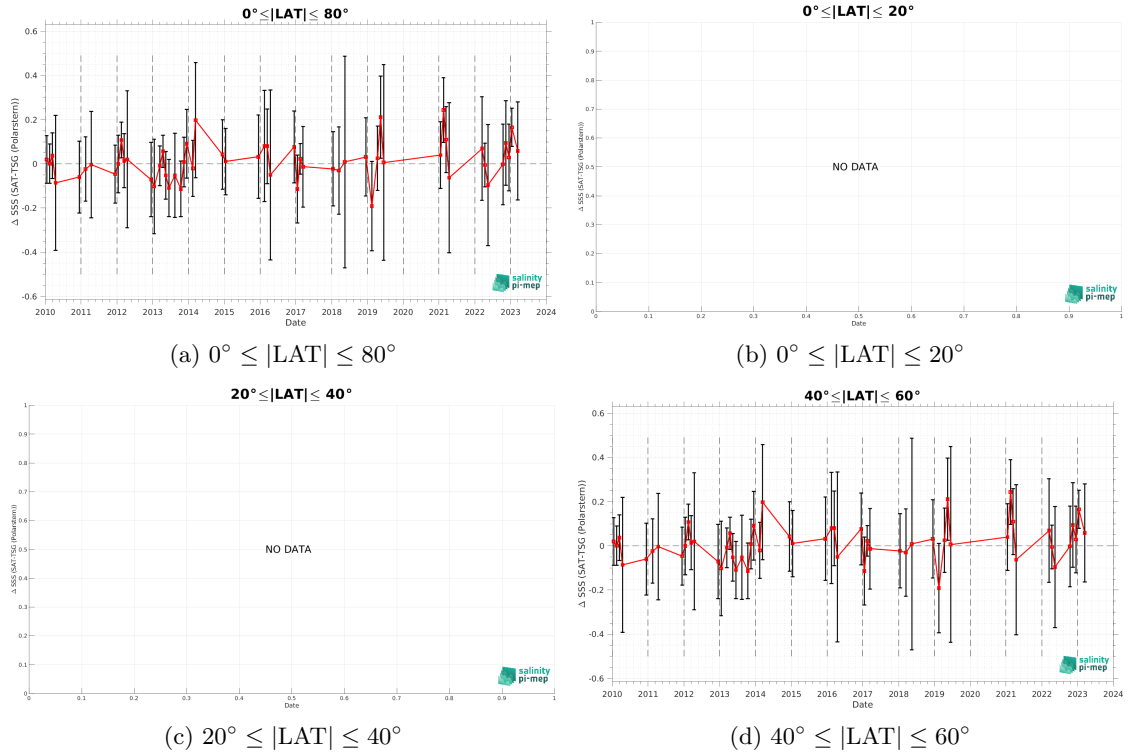 0°≤|LAT|≤ 80°
Δ SSS (SAT-TSG (Polarstern))
0.6
0.4
0.2
0
-0.2
-0.4
-0.6
2010 2011 2012 2013 2014 2015 2016 2017 2018 2019 2020 2021 2022 2023 2024
Date
salinity
pi-mep
(a) 0° ≤ |LAT| ≤ 80°
0°≤|LAT|≤ 20°
Δ SSS (SAT-TSG (Polarstern))
1
0.9
0.8
0.7
0.6
0.5
0.4
0.3
0.2
0.1
0
NO DATA
0 0.1 0.2 0.3 0.4 0.5 0.6 0.7 0.8 0.9 1
Date
salinity
pi-mep
(b) 0° ≤ |LAT| ≤ 20°
20°≤|LAT|≤ 40°
Δ SSS (SAT-TSG (Polarstern))
1
0.9
0.8
0.7
0.6
0.5
0.4
0.3
0.2
0.1
0
NO DATA
0 0.1 0.2 0.3 0.4 0.5 0.6 0.7 0.8 0.9 1
Date
salinity
pi-mep
(c) 20° ≤ |LAT| ≤ 40°
40°≤|LAT|≤ 60°
Δ SSS (SAT-TSG (Polarstern))
0.6
0.4
0.2
0
-0.2
-0.4
-0.6
2010 2011 2012 2013 2014 2015 2016 2017 2018 2019 2020 2021 2022 2023 2024
Date
salinity
pi-mep
(d) 40° ≤ |LAT| ≤ 60°